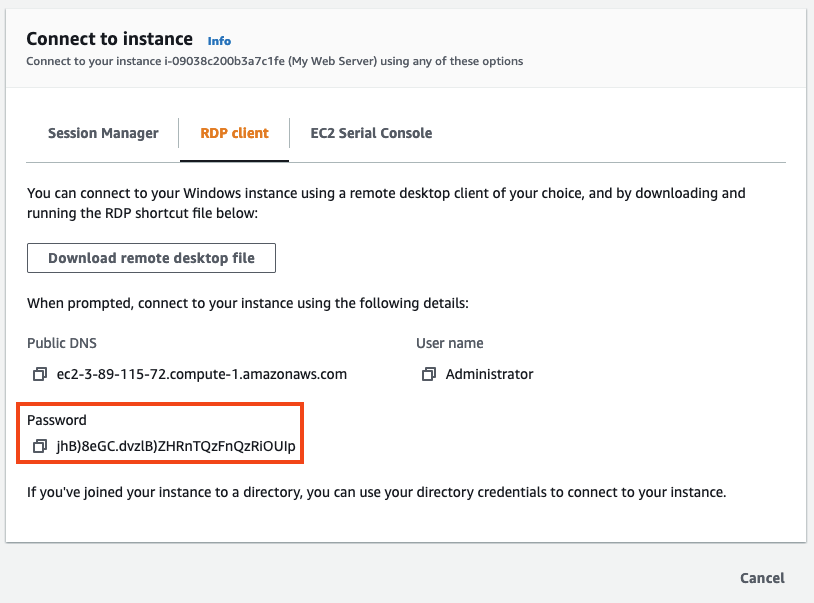 Connect to instance Info
Connect to your instance i-09038c200b3a7c1fe (My Web Server) using any of these options
Session Manager RDP client EC2 Serial Console
You can connect to your Windows instance using a remote desktop client of your choice, and by downloading and
running the RDP shortcut file below:
Download remote desktop file
When prompted, connect to your instance using the following details:
Public DNS User name
ec2-3-89-115-72.compute-1.amazonaws.com Administrator
Password
jhB)8eGC.dvzlB)ZHRnTQzFnQzRiOUIp
If you've joined your instance to a directory, you can use your directory credentials to connect to your instance.
Cancel